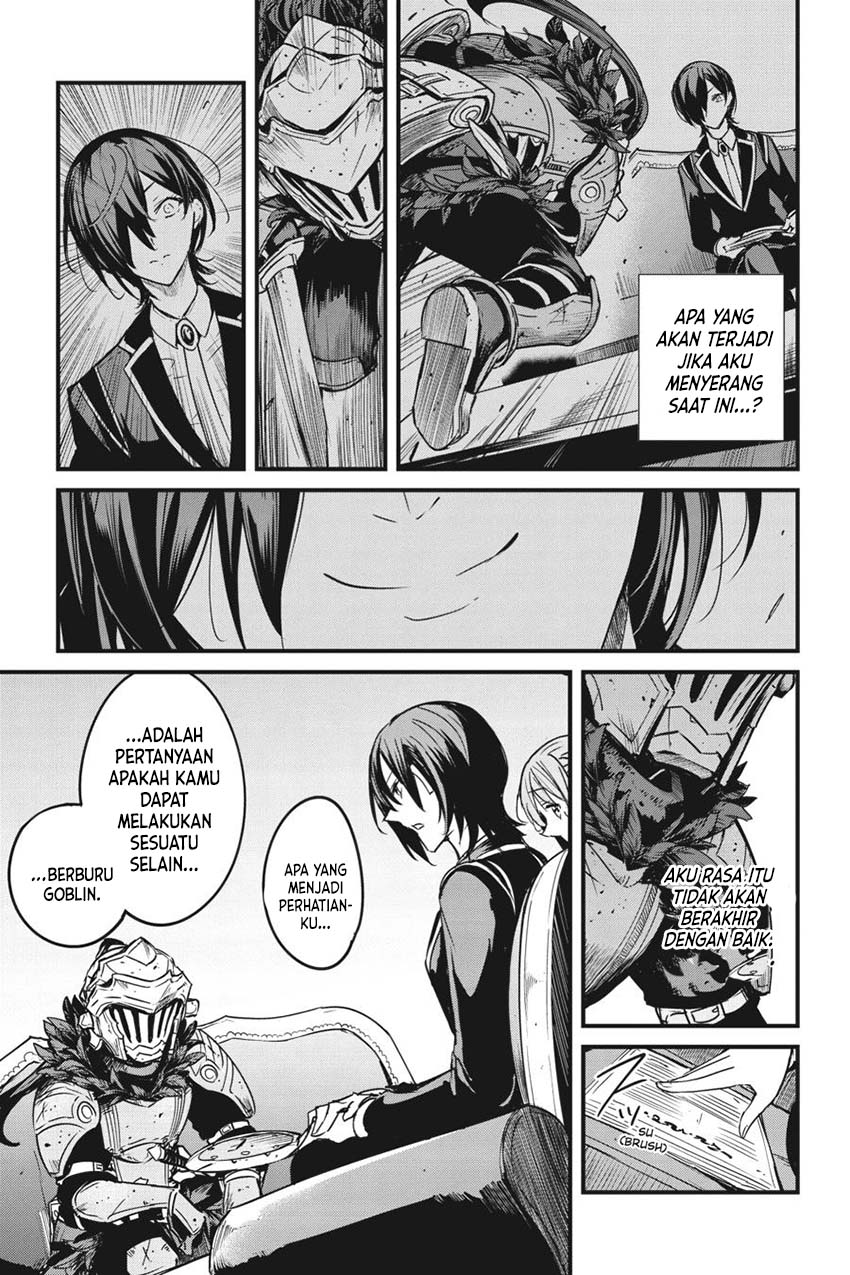 APA YANG
AKAN TERJADI
JIKA AKU
MENYERANG
SAAT INI...?
AKU RASA ITU
TIDAK AKAN
BERAKHIR
DENGAN BAIK.
SU
(BRUSH)
APA YANG
MENJADI
PERHATIAN-
KU...
...ADALAH
PERTANYAAN
APAKAH KAMU
DAPAT
MELAKUKAN
SESUATU
SELAIN...
...BERBURU
GOBLIN.